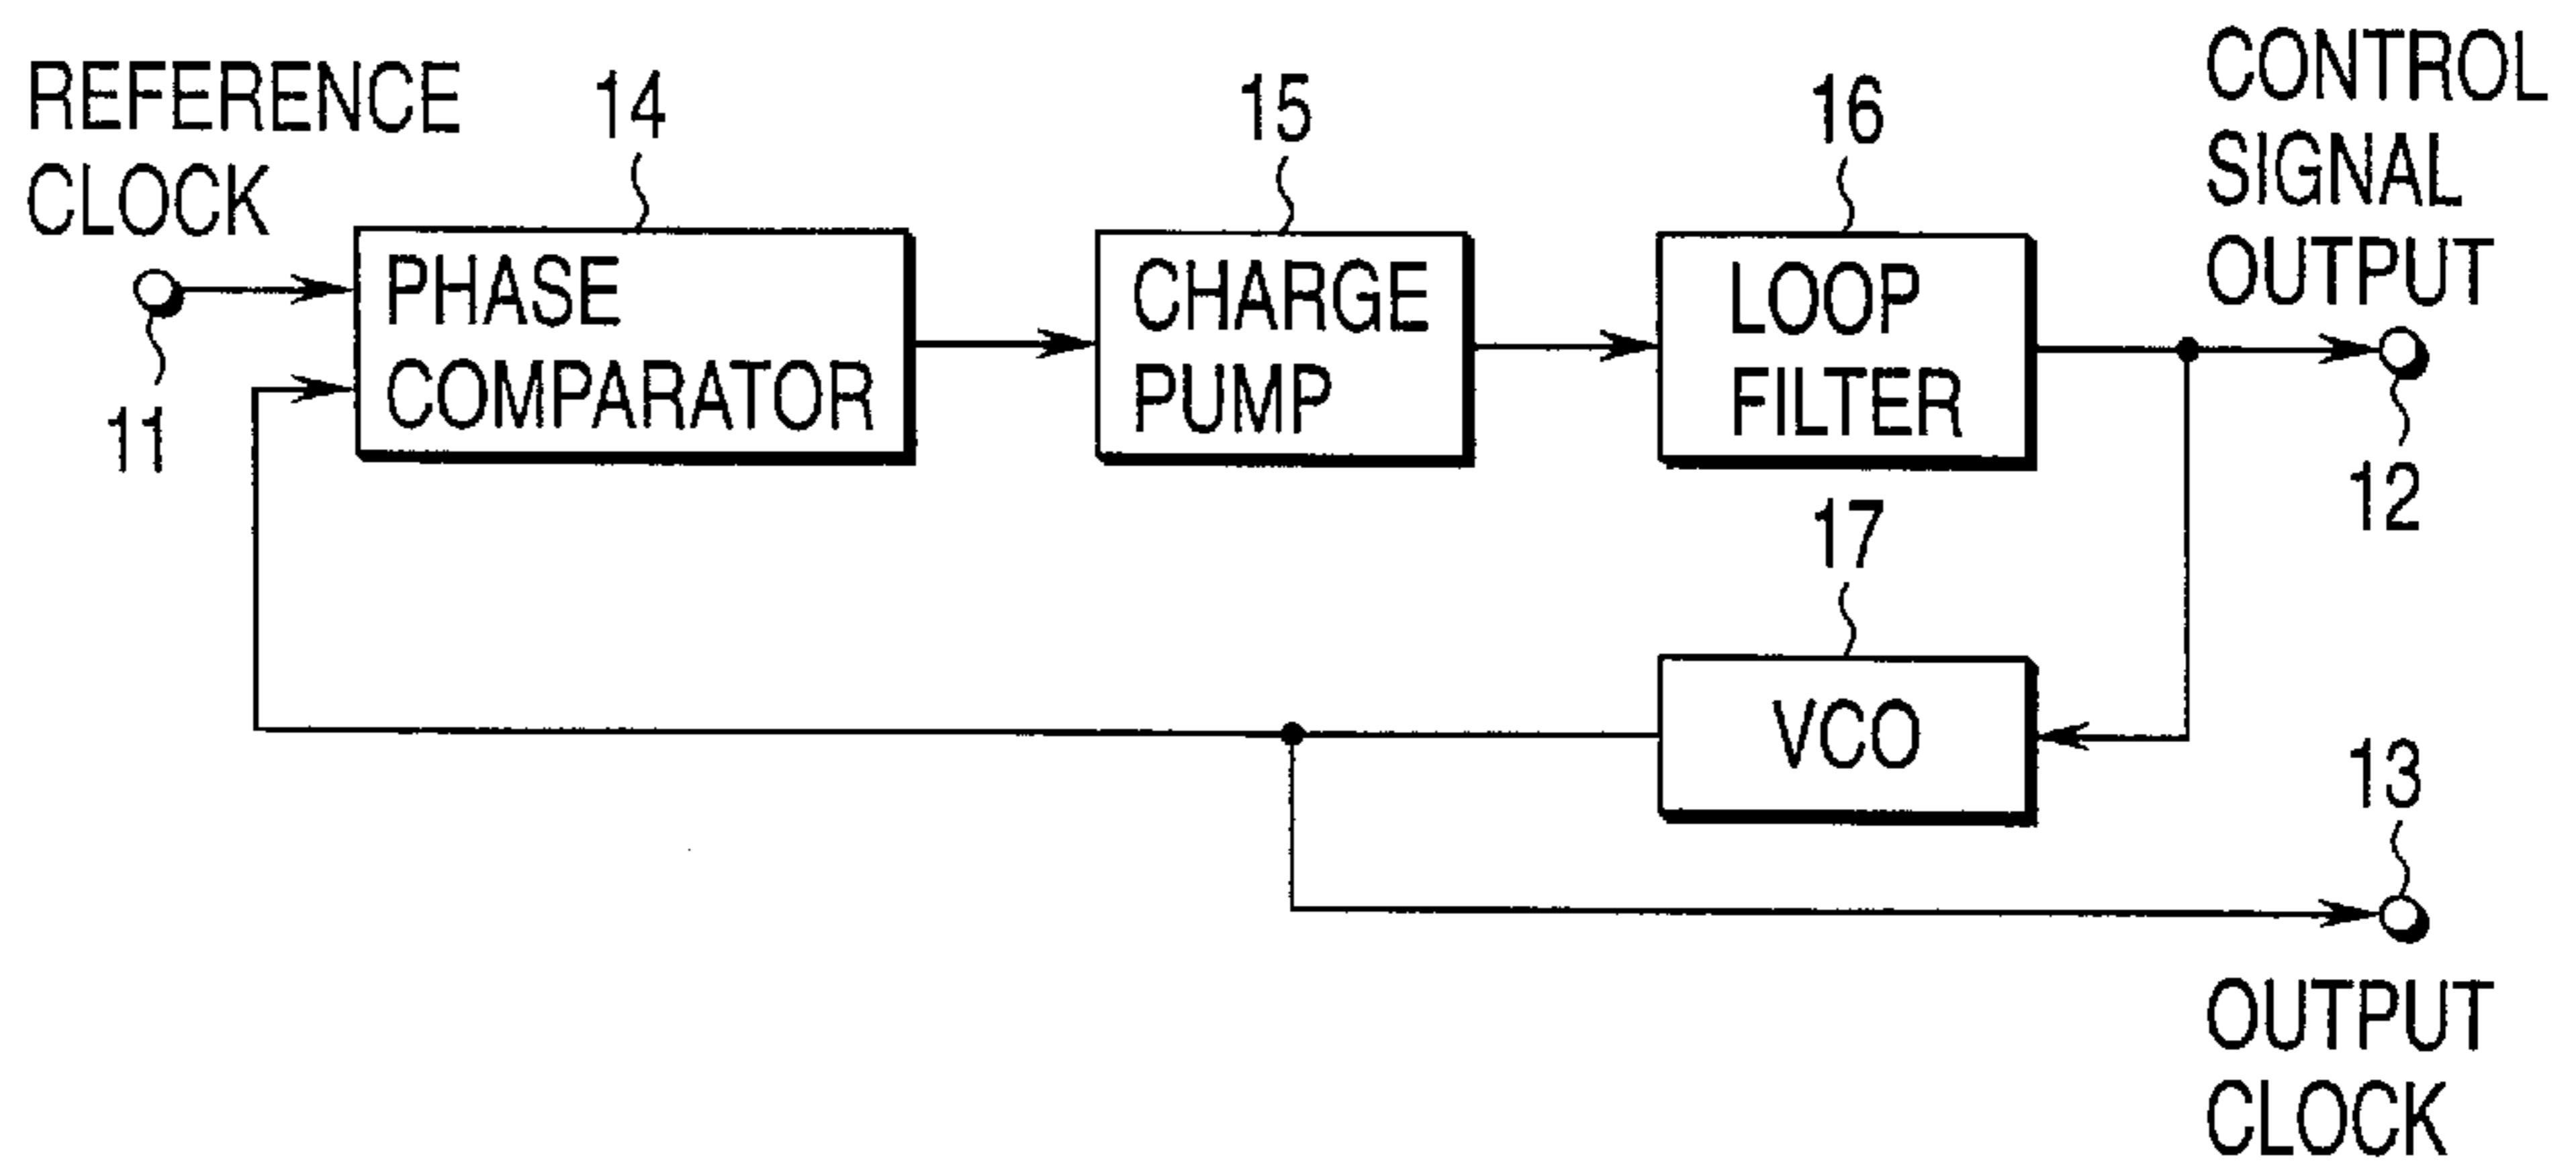 REFERENCE
CLOCK
14
15
16
CONTROL
SIGNAL
OUTPUT
PHASE
COMPARATOR
CHARGE
PUMP
LOOP
FILTER
11
12
17
VCO
13
OUTPUT
CLOCK